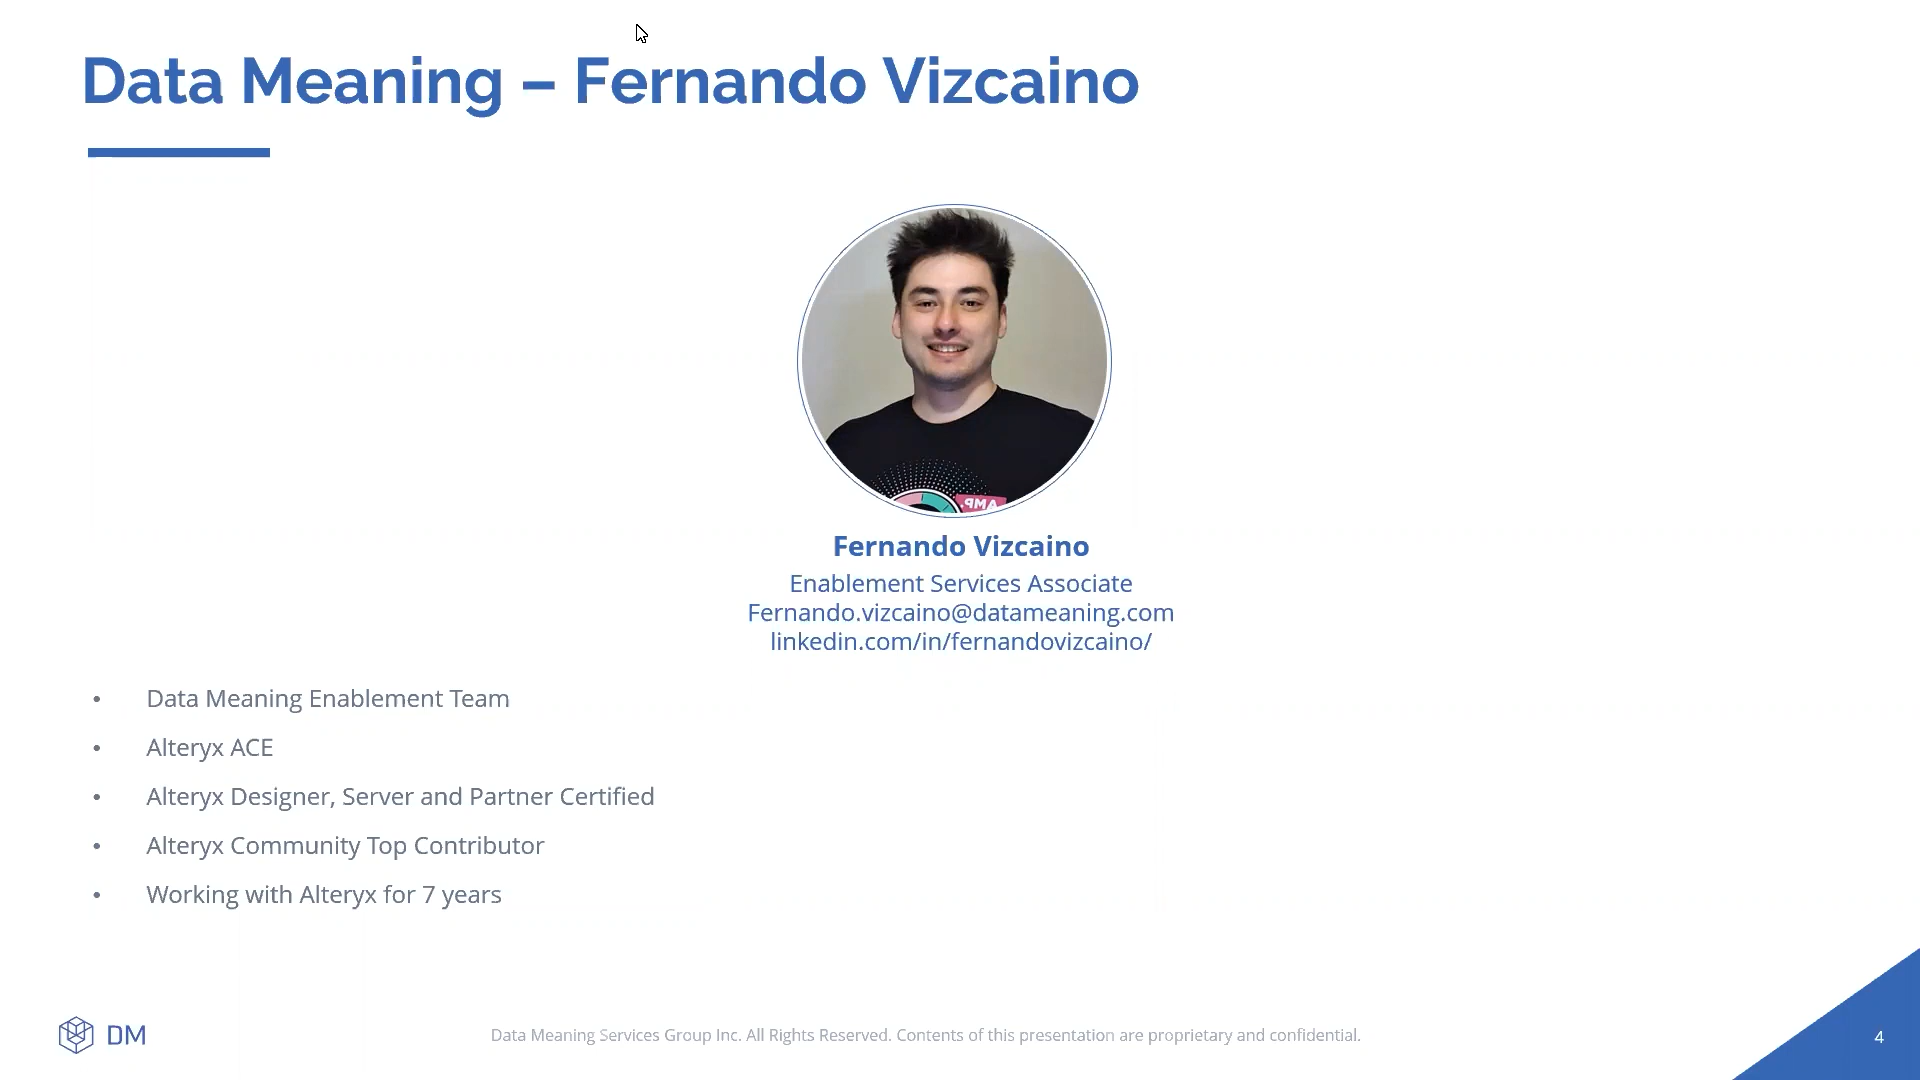 Data Meaning – Fernando Vizcaino
AMP.
Fernando Vizcaino
Enablement Services Associate
Fernando.vizcaino@datameaning.com
linkedin.com/in/fernandovizcaino/
• Data Meaning Enablement Team
• Alteryx ACE
• Alteryx Designer, Server and Partner Certified
• Alteryx Community Top Contributor
• Working with Alteryx for 7 years
DM
Data Meaning Services Group Inc. All Rights Reserved. Contents of this presentation are proprietary and confidential.
4